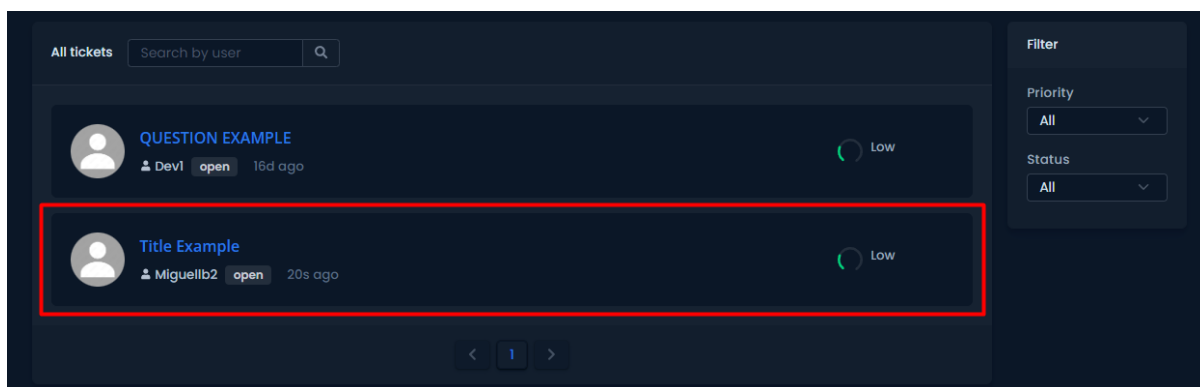 All tickets
Search by user
QUESTION EXAMPLE
Dev1 open 16d ago
Low
Title Example
Miguellb2 open 20s ago
Low
1
Filter
Priority
All
Status
All